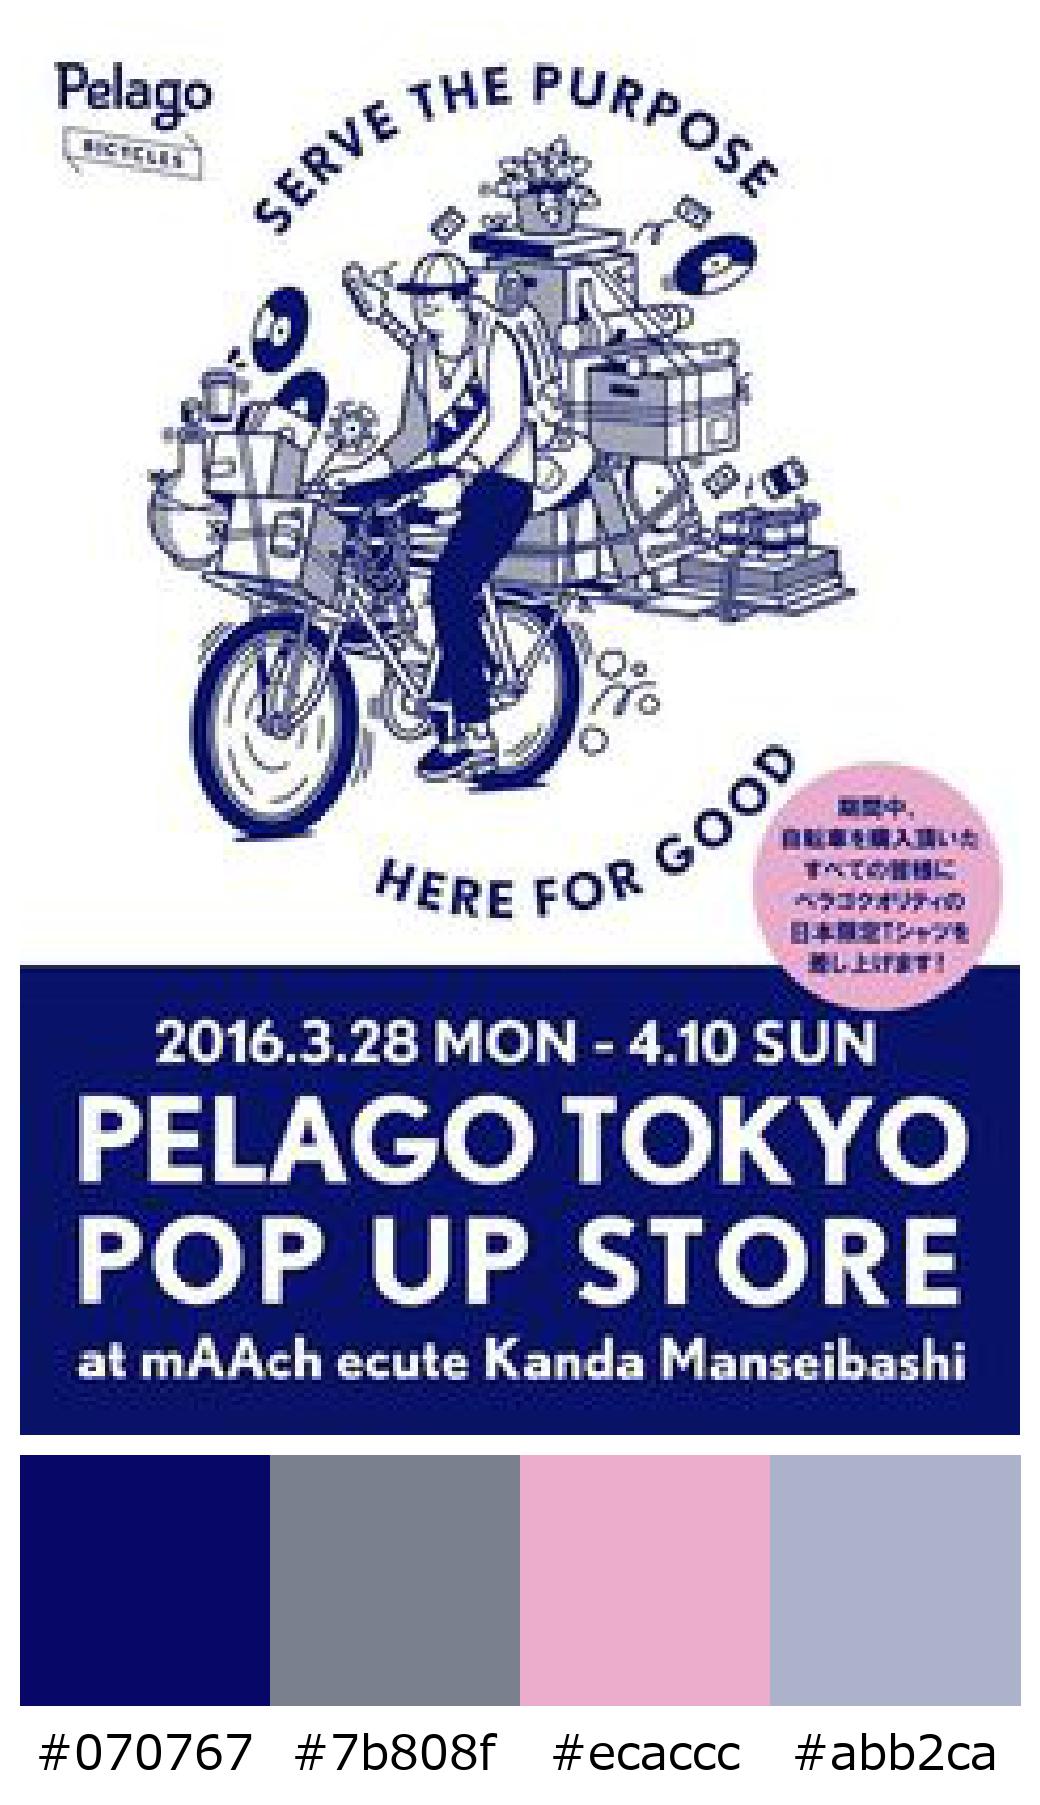 Pelago
BICYCLES
SERVE THE PURPOSE
HERE FOR GOOD
期間中、
自転車を購入頂いた
すべての皆様に
ペラゴクオリティの
日本限定Tシャツを
差し上げます!
2016.3.28 MON - 4.10 SUN
PELAGO TOKYO
POP UP STORE
at mAAch ecute Kanda Manseibashi
#070767 #7b808f #ecaccc #abb2ca